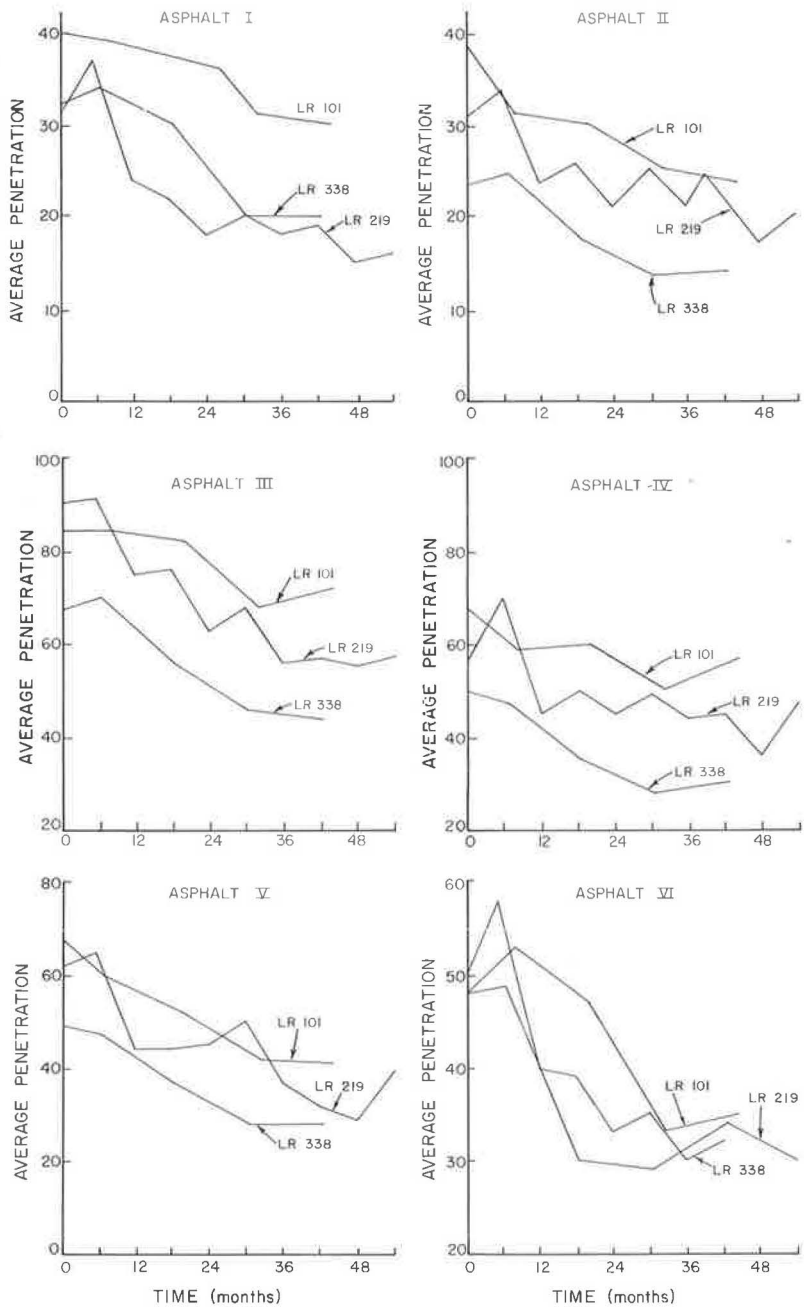 ASPHALT I
AVERAGE PENETRATION
40
30
20
10
0
LR 101
LR 338
LR 219
0 12 24 36 48
ASPHALT II
AVERAGE PENETRATION
40
30
20
10
0
LR 101
LR 219
LR 338
0 12 24 36 48
ASPHALT III
AVERAGE PENETRATION
100
80
60
40
20
LR 101
LR 219
LR 338
0 12 24 36 48
ASPHALT IV
AVERAGE PENETRATION
100
80
60
40
20
LR 101
LR 219
LR 338
0 12 24 36 48
ASPHALT V
AVERAGE PENETRATION
80
60
40
20
0
LR 101
LR 219
LR 338
0 12 24 36 48
TIME (months)
ASPHALT VI
AVERAGE PENETRATION
60
50
40
30
20
LR 101
LR 219
LR 338
0 12 24 36 48
TIME (months)